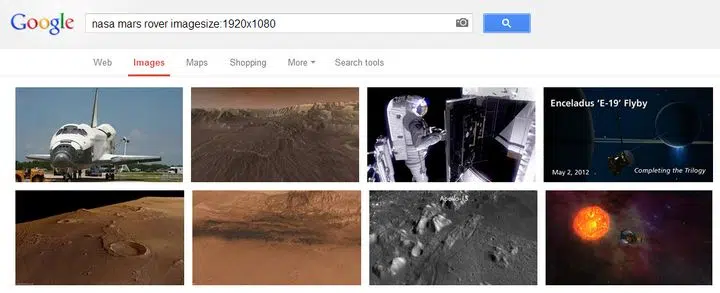 Google
nasa mars rover imagesize:1920x1080
Web Images Maps Shopping More Search tools
Enceladus 'E-19' Flyby
May 2, 2012 Completing the Trilogy
Apollo-15